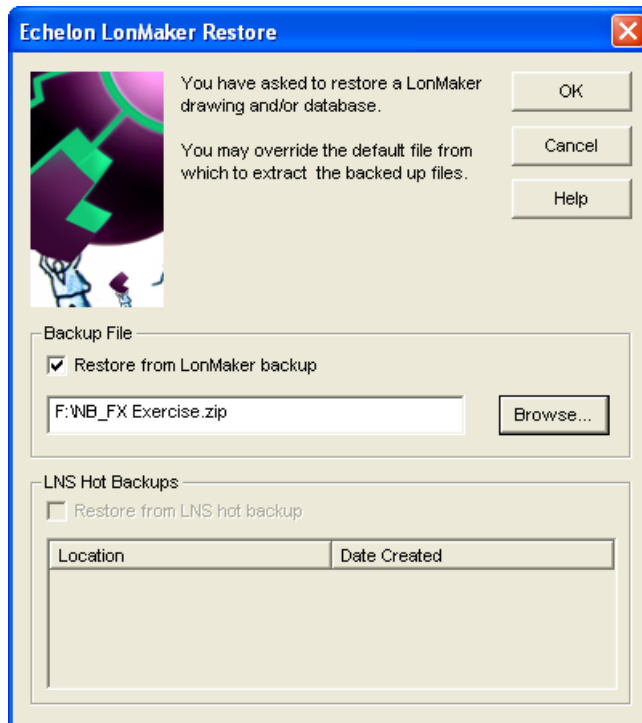 Echelon LonMaker Restore
You have asked to restore a LonMaker
drawing and/or database.
You may override the default file from
which to extract the backed up files.
OK
Cancel
Help
Backup File
Restore from LonMaker backup
F:\NB_FX Exercise.zip
Browse...
LNS Hot Backups
Restore from LNS hot backup
Location Date Created